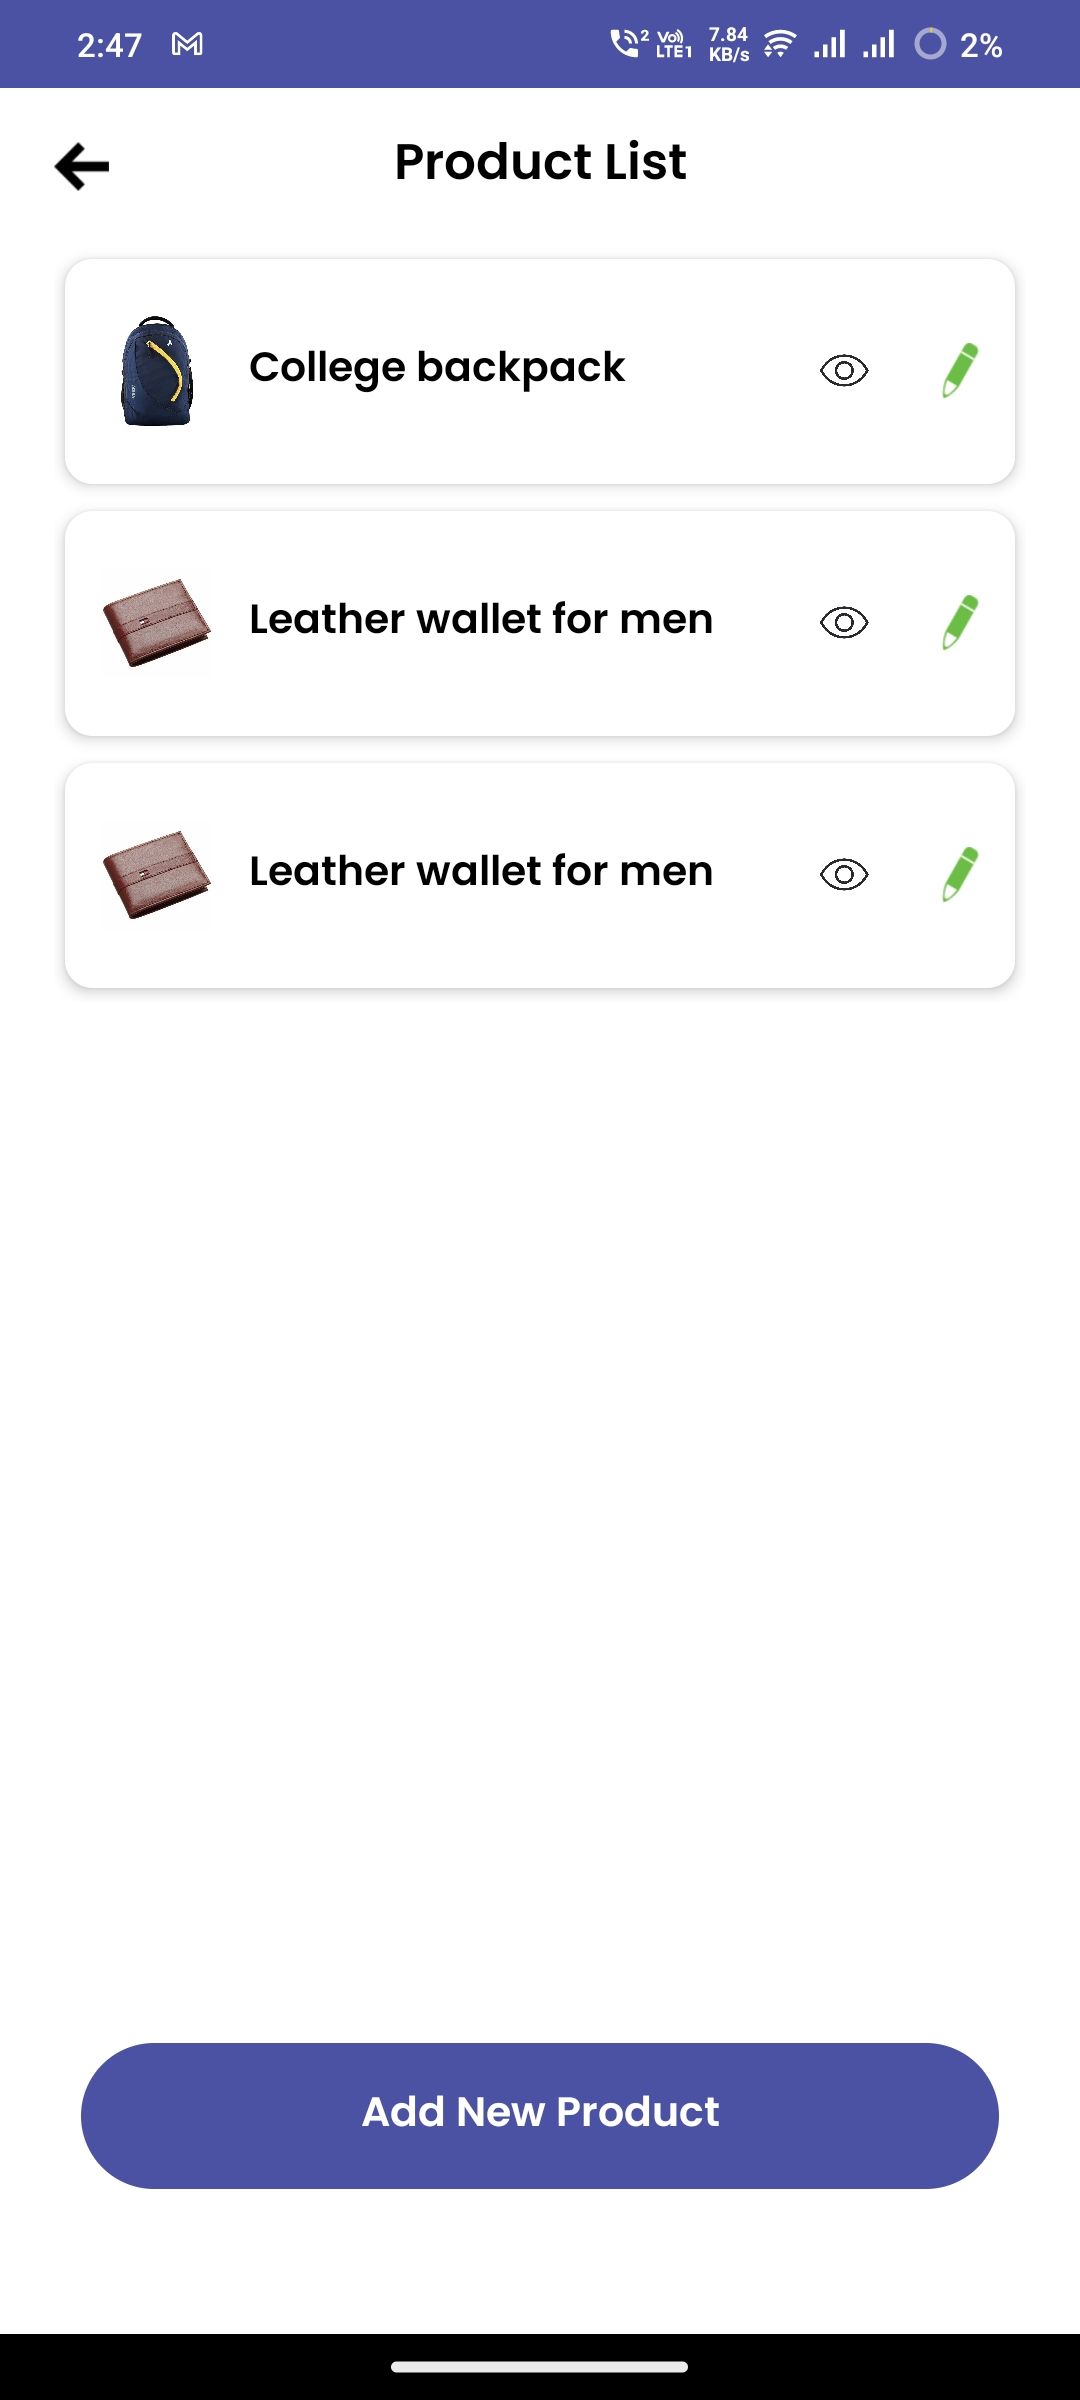 2:47
2 Vo)) 7.84
LTE1 KB/s 2%
Product List
College backpack
Leather wallet for men
Leather wallet for men
Add New Product